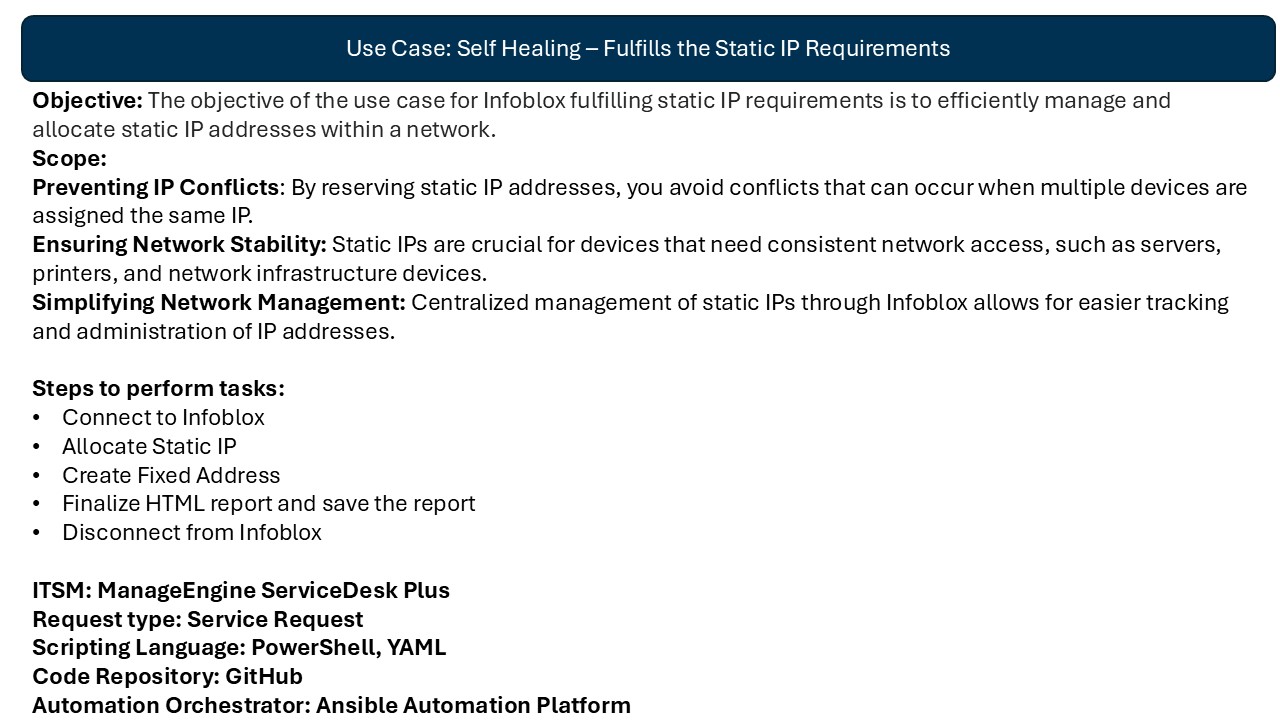 Use Case: Self Healing – Fulfills the Static IP Requirements
Objective: The objective of the use case for Infoblox fulfilling static IP requirements is to efficiently manage and
allocate static IP addresses within a network.
Scope:
Preventing IP Conflicts: By reserving static IP addresses, you avoid conflicts that can occur when multiple devices are
assigned the same IP.
Ensuring Network Stability: Static IPs are crucial for devices that need consistent network access, such as servers,
printers, and network infrastructure devices.
Simplifying Network Management: Centralized management of static IPs through Infoblox allows for easier tracking
and administration of IP addresses.
Steps to perform tasks:
• Connect to Infoblox
• Allocate Static IP
• Create Fixed Address
• Finalize HTML report and save the report
• Disconnect from Infoblox
ITSM: ManageEngine ServiceDesk Plus
Request type: Service Request
Scripting Language: PowerShell, YAML
Code Repository: GitHub
Automation Orchestrator: Ansible Automation Platform